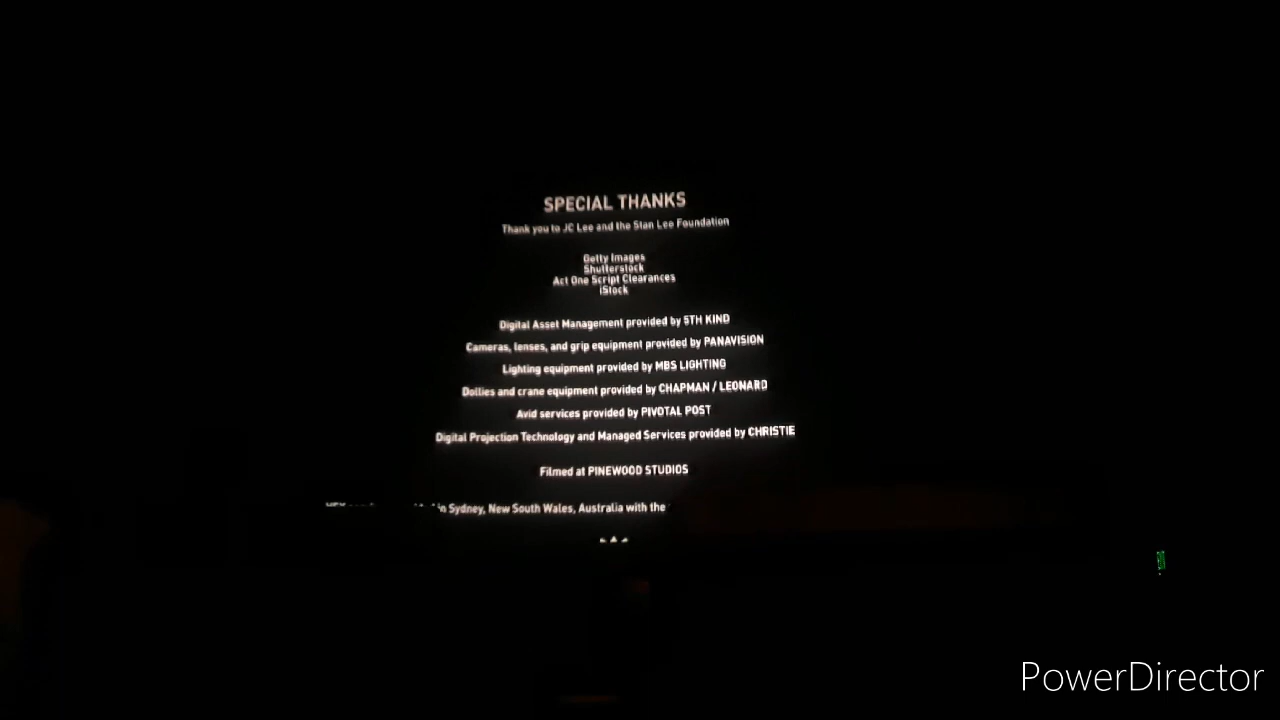 SPECIAL THANKS
Thank you to JC Lee and the Stan Lee Foundation
Getty Images
Shutterstock
Act One Script Clearances
iStock
Digital Asset Management provided by 5TH KIND
Cameras, lenses, and grip equipment provided by PANAVISION
Lighting equipment provided by MBS LIGHTING
Dollies and crane equipment provided by CHAPMAN / LEONARD
Avid services provided by PIVOTAL POST
Digital Projection Technology and Managed Services provided by CHRISTIE
Filmed at PINEWOOD STUDIOS
in Sydney, New South Wales, Australia with the
PowerDirector